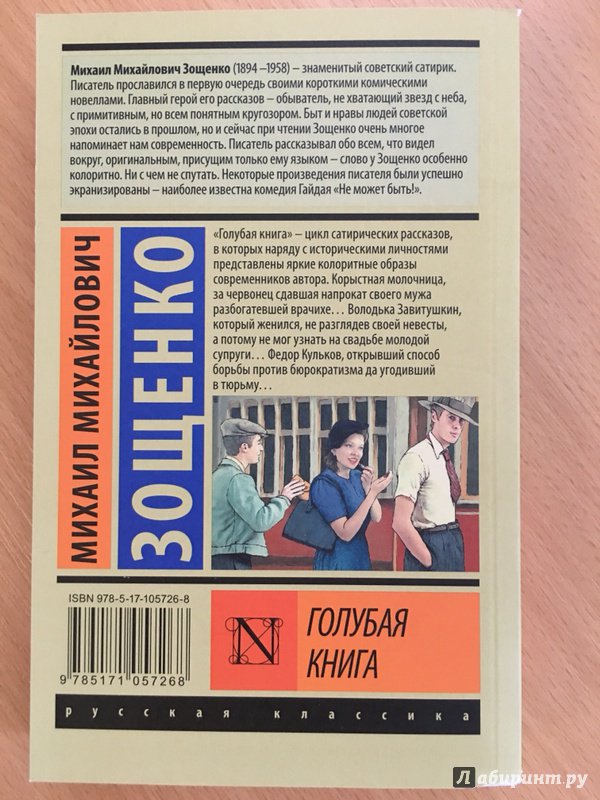 Михаил Михайлович Зощенко (1894 –1958) – знаменитый советский сатирик.
Писатель прославился в первую очередь своими короткими комическими
новеллами. Главный герой его рассказов – обыватель, не хватающий звезд с неба,
с примитивным, но всем понятным кругозором. Быт и нравы людей советской
эпохи остались в прошлом, но и сейчас при чтении Зощенко очень многое
напоминает нам современность. Писатель рассказывал обо всем, что видел
вокруг, оригинальным, присущим только ему языком – слово у Зощенко особенно
колоритно. Ни с чем не спутать. Некоторые произведения писателя были успешно
экранизированы – наиболее известна комедия Гайдая «Не может быть!».
МИХАИЛ МИХАЙЛОВИЧ
ЗОЩЕНКО
«Голубая книга» – цикл сатирических рассказов,
в которых наряду с историческими личностями
представлены яркие колоритные образы
современников автора. Корыстная молочница,
за червонец сдавшая напрокат своего мужа
разбогатевшей врачихе... Володька Завитушкин,
который женился, не разглядев своей невесты,
а потому не мог узнать на свадьбе молодой
супруги... Федор Кульков, открывший способ
борьбы против бюрократизма да угодивший
в тюрьму...
ISBN 978-5-17-105726-8
9 785171 057268
N
ГОЛУБАЯ
КНИГА
русская классика
Лабиринт.ру